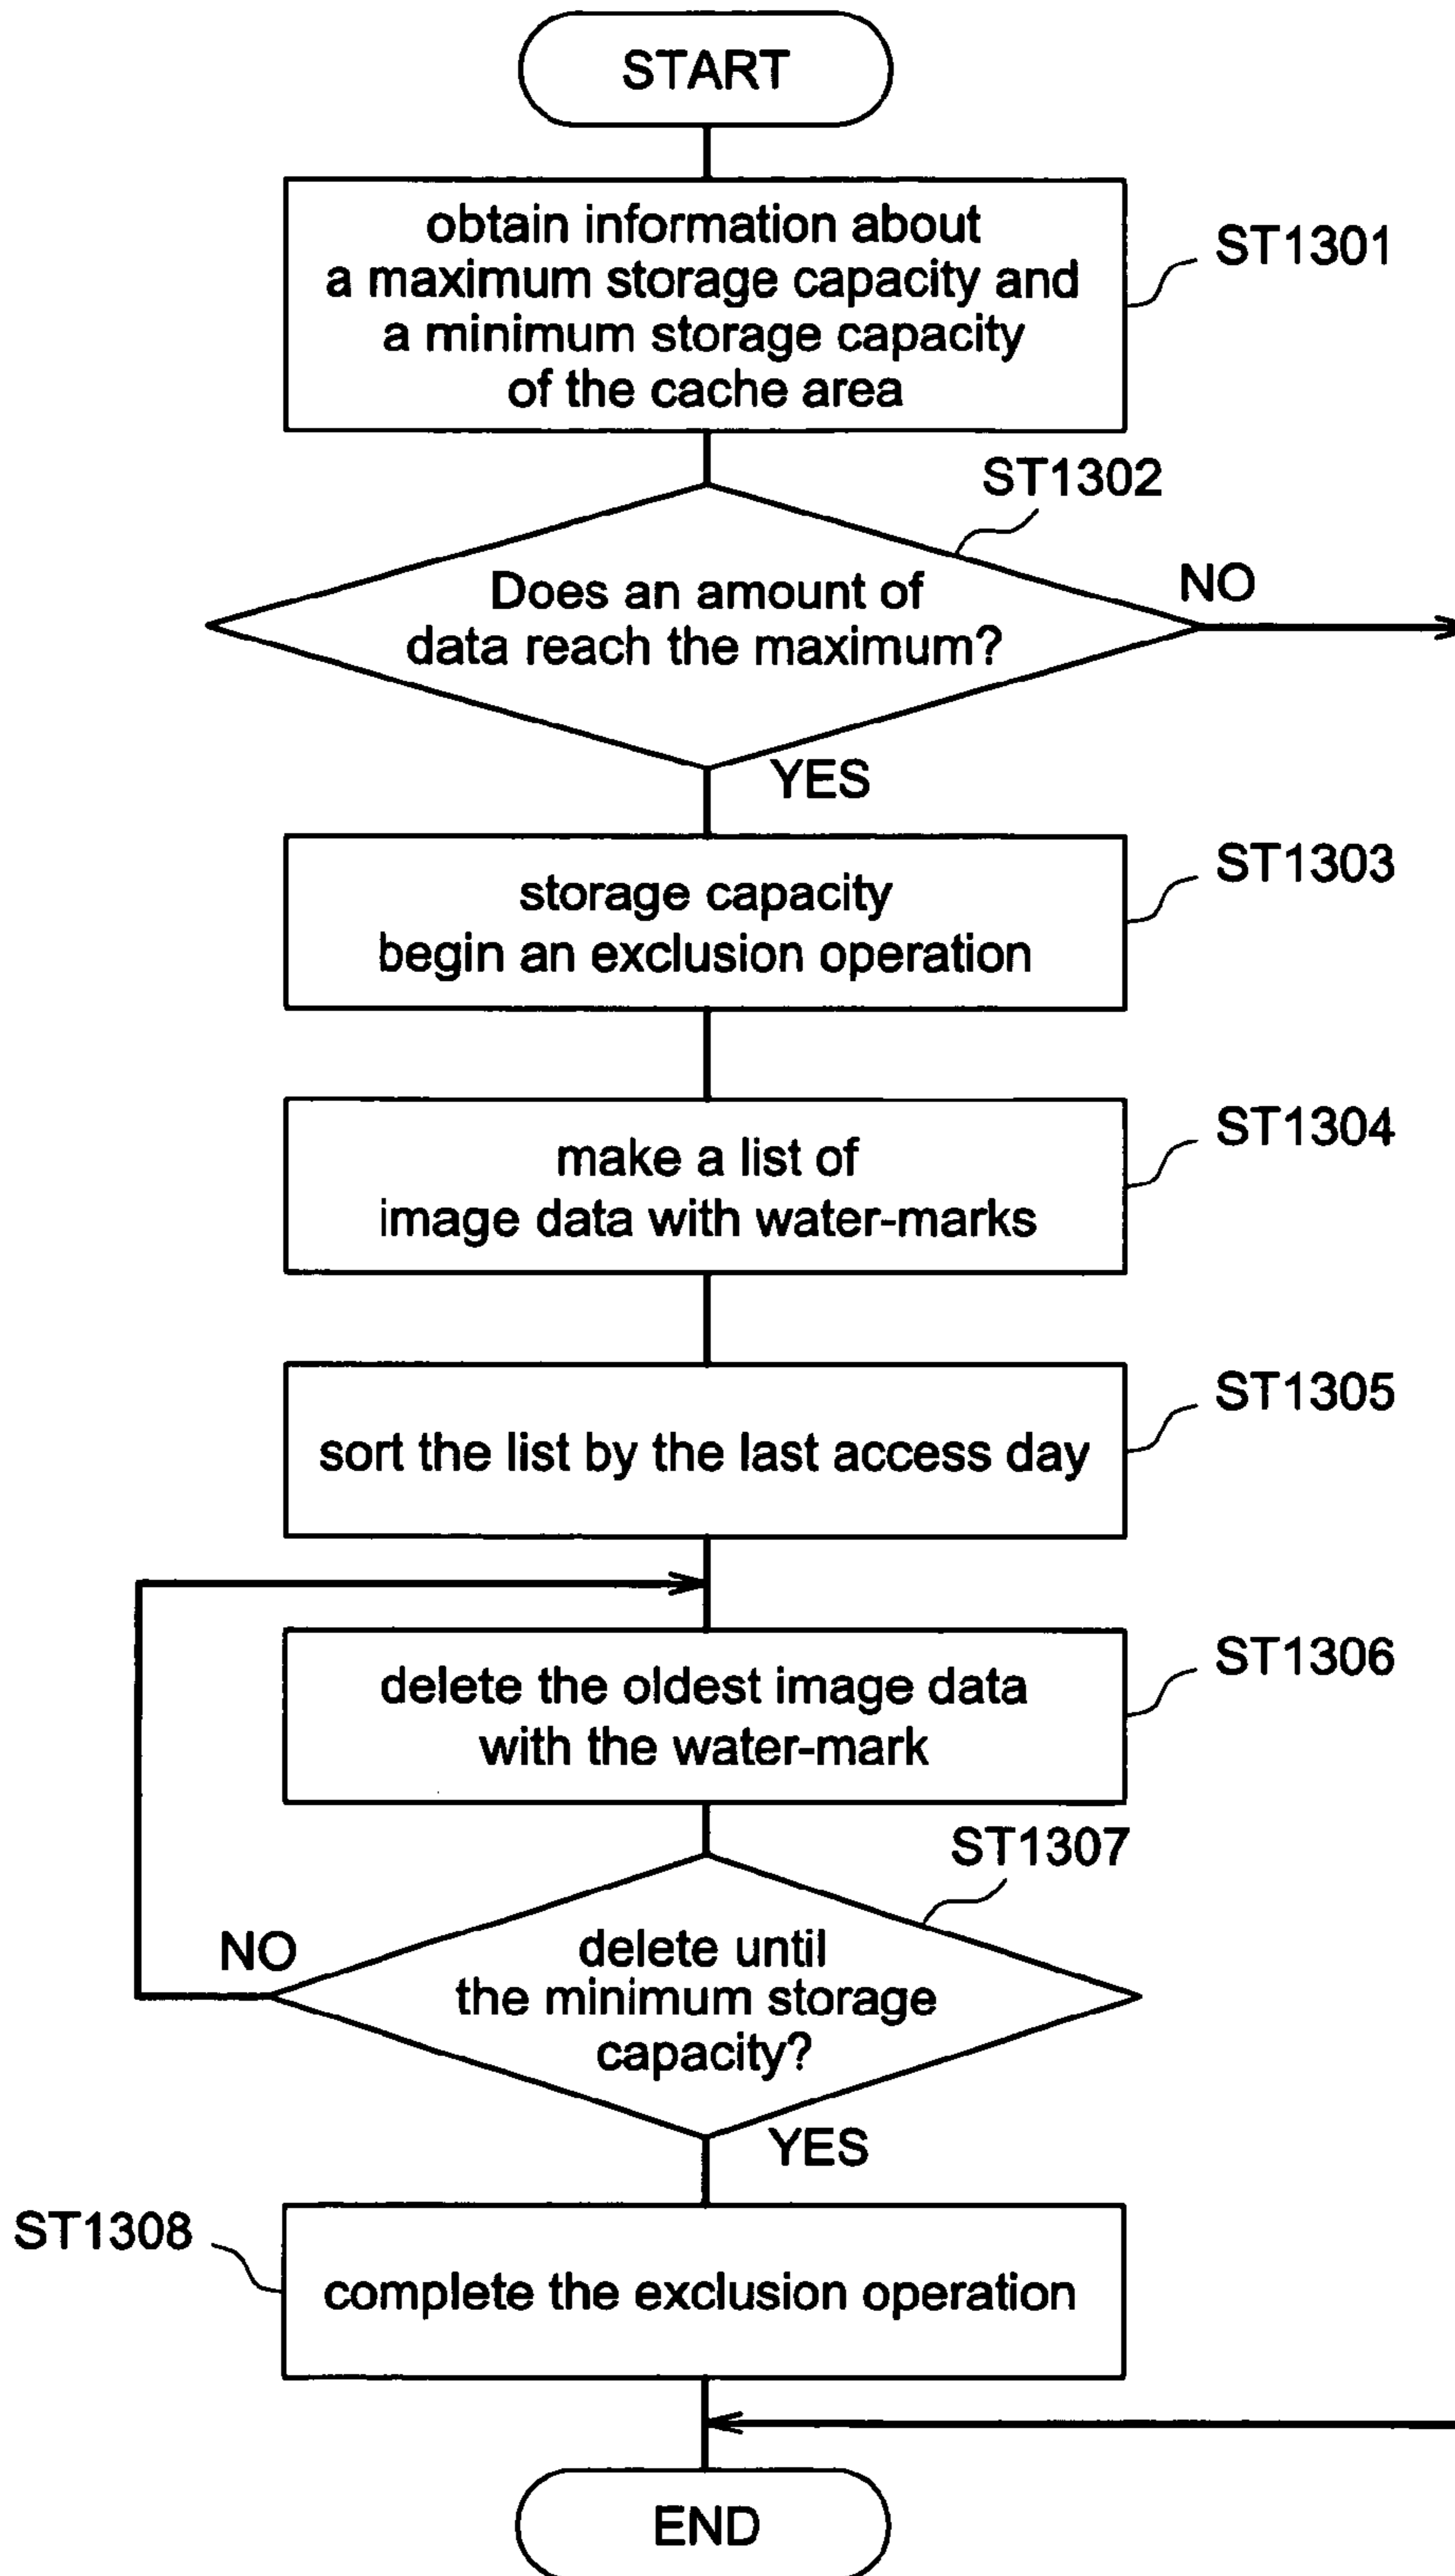 START
obtain information about
a maximum storage capacity and
a minimum storage capacity
of the cache area
ST1301
ST1302
Does an amount of
data reach the maximum?
NO
YES
storage capacity
begin an exclusion operation
ST1303
make a list of
image data with water-marks
ST1304
sort the list by the last access day
ST1305
delete the oldest image data
with the water-mark
ST1306
ST1307
delete until
the minimum storage
capacity?
NO
YES
ST1308
complete the exclusion operation
END